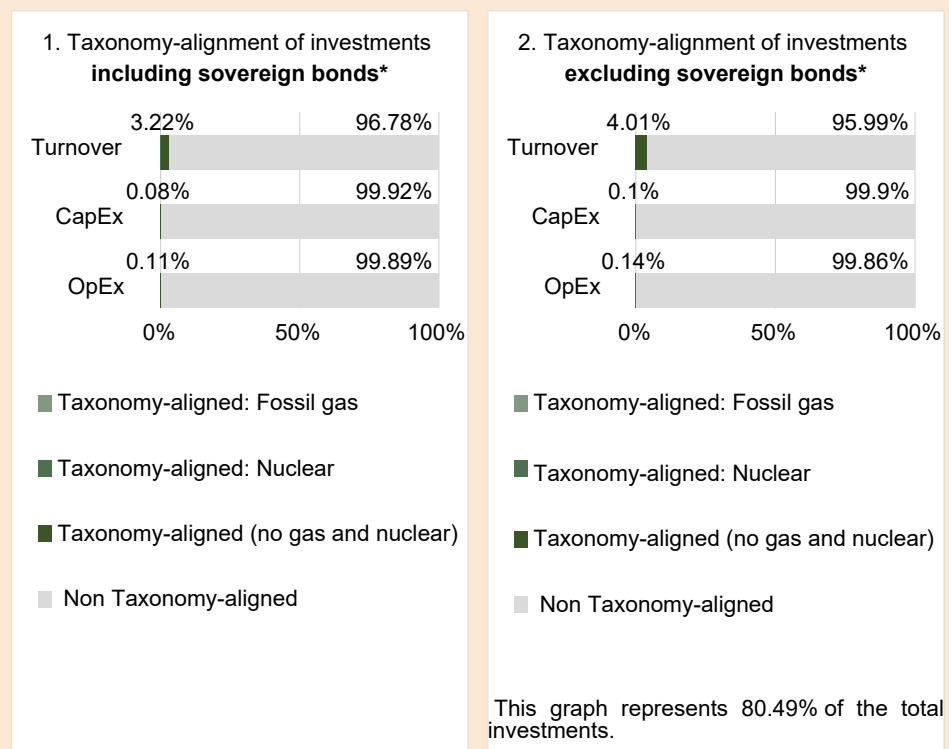 1. Taxonomy-alignment of investments
including sovereign bonds*
3.22% 96.78%
Turnover
0.08% 99.92%
CapEx
0.11% 99.89%
OpEx
0% 50% 100%
Taxonomy-aligned: Fossil gas
Taxonomy-aligned: Nuclear
Taxonomy-aligned (no gas and nuclear)
Non Taxonomy-aligned
2. Taxonomy-alignment of investments
excluding sovereign bonds*
4.01% 95.99%
Turnover
0.1% 99.9%
CapEx
0.14% 99.86%
OpEx
0% 50% 100%
Taxonomy-aligned: Fossil gas
Taxonomy-aligned: Nuclear
Taxonomy-aligned (no gas and nuclear)
Non Taxonomy-aligned
This graph represents 80.49% of the total
investments.